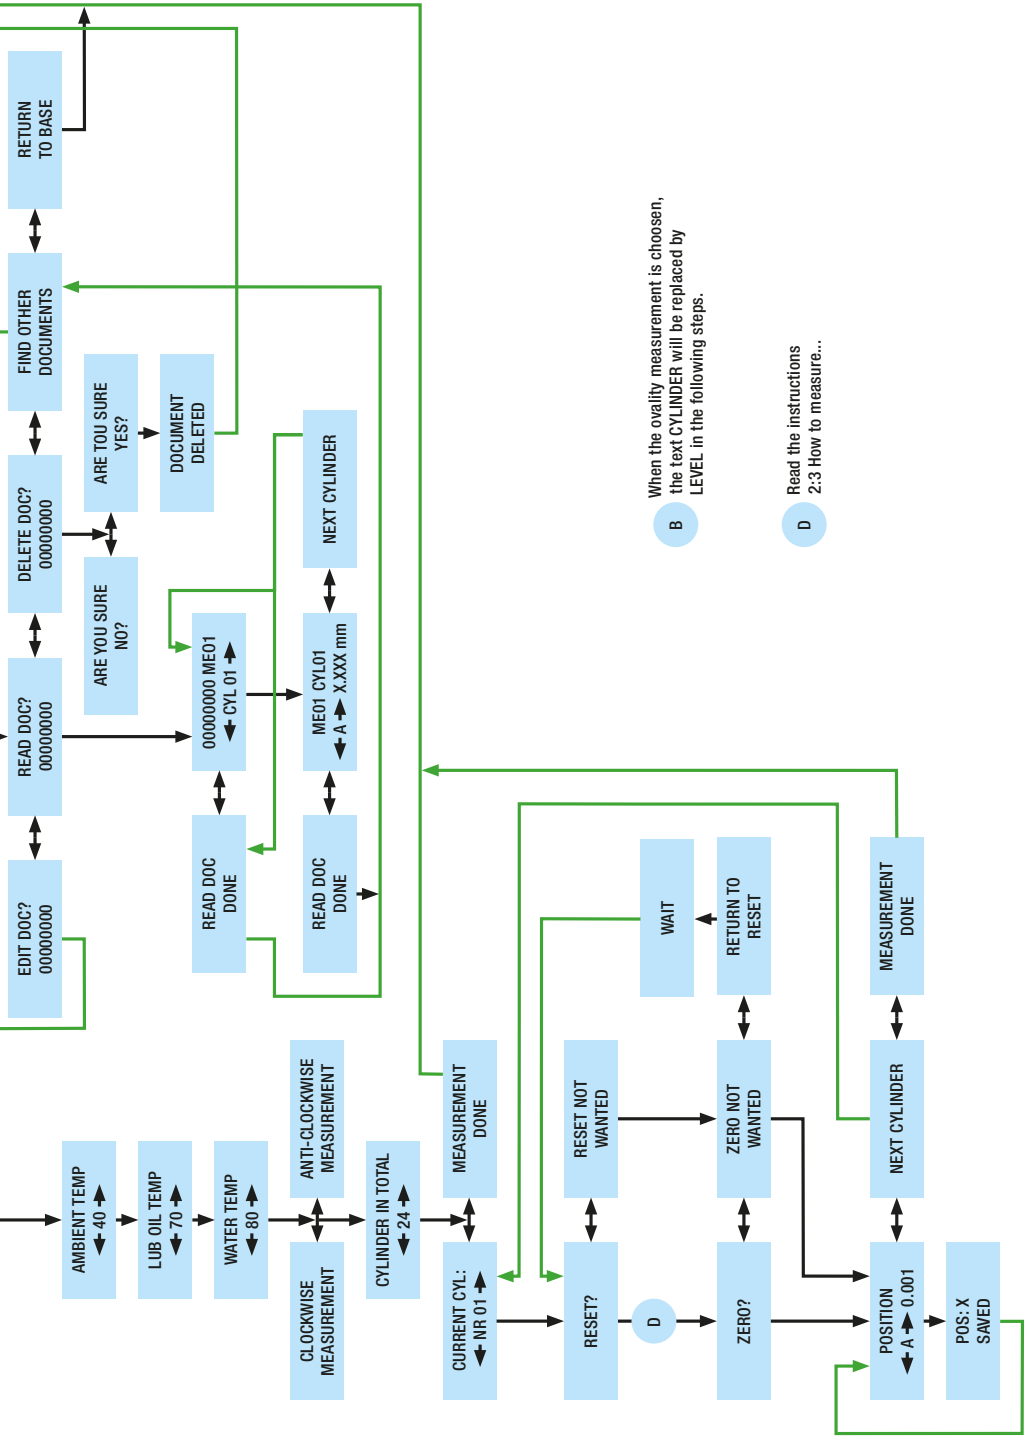 RETURN
TO BASE
FIND OTHER
DOCUMENTS
ARE TOU SURE
YES?
DOCUMENT
DELETED
DELETE DOC?
00000000
ARE YOU SURE
NO?
NEXT CYLINDER
READ DOC?
00000000
00000000 ME01
CYL 01
ME01 CYL01
A X.XXX mm
EDIT DOC?
00000000
READ DOC
DONE
READ DOC
DONE
B
When the ovality measurement is choosen,
the text CYLINDER will be replaced by
LEVEL in the following steps.
D
Read the instructions
2:3 How to measure...
AMBIENT TEMP
40
LUB OIL TEMP
70
WATER TEMP
80
ANTI-CLOCKWISE
MEASUREMENT
CLOCKWISE
MEASUREMENT
CYLINDER IN TOTAL
24
MEASUREMENT
DONE
CURRENT CYL:
NR 01
RESET NOT
WANTED
RESET?
D
WAIT
RETURN TO
RESET
ZERO NOT
WANTED
ZERO?
MEASUREMENT
DONE
NEXT CYLINDER
POSITION
A 0.001
POS: X
SAVED